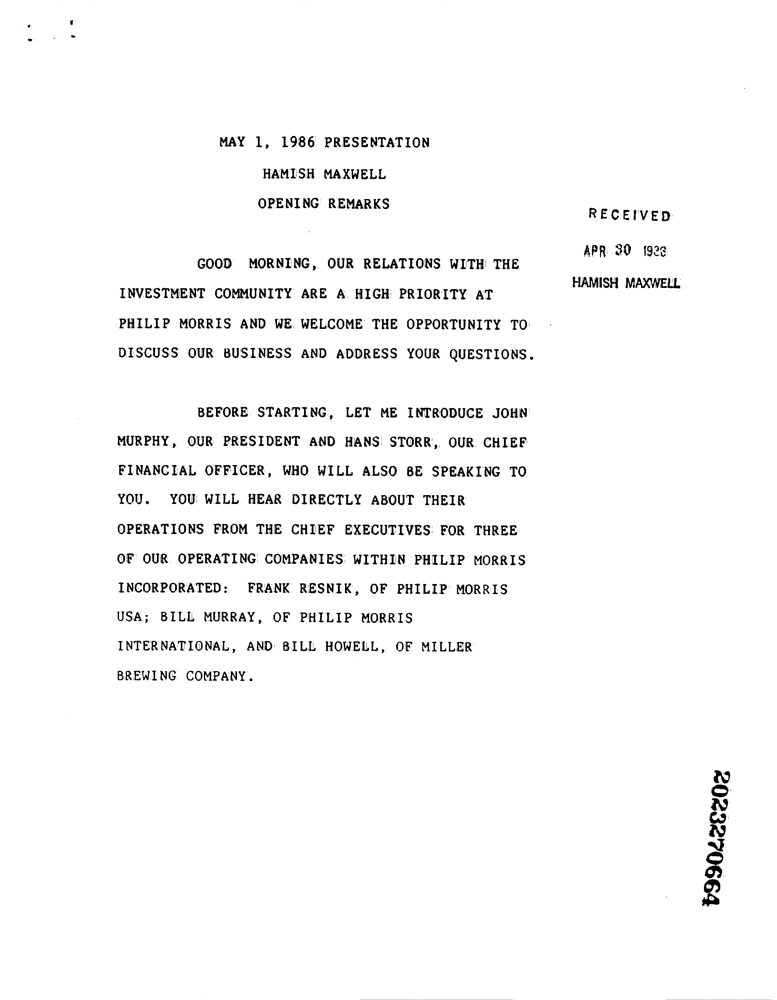 MAY 1, 1986 PRESENTATION
HAMISH MAXWELL
OPENING REMARKS
RECEIVED
APR 30
HAMISH MAXWELL
GOOD MORNING, OUR RELATIONS WITH THE
INVESTMENT COMMUNITY ARE A HIGH PRIORITY AT
PHILIP MORRIS AND WE WELCOME THE OPPORTUNITY TO
DISCUSS OUR BUSINESS AND ADDRESS YOUR QUESTIONS.
BEFORE STARTING, LET ME INTRODUCE JOHN
MURPHY, OUR PRESIDENT AND HANS STORR, OUR CHIEF
FINANCIAL OFFICER, WHO WILL ALSO BE SPEAKING TO
YOU. YOU WILL HEAR DIRECTLY ABOUT THEIR
OPERATIONS FROM THE CHIEF EXECUTIVES FOR THREE
OF OUR OPERATING COMPANIES WITHIN PHILIP MORRIS
INCORPORATED: FRANK RESNIK, OF PHILIP MORRIS
USA; BILL MURRAY, OF PHILIP MORRIS
INTERNATIONAL, AND BILL HOWELL, OF MILLER
BREWING COMPANY.
2023270664